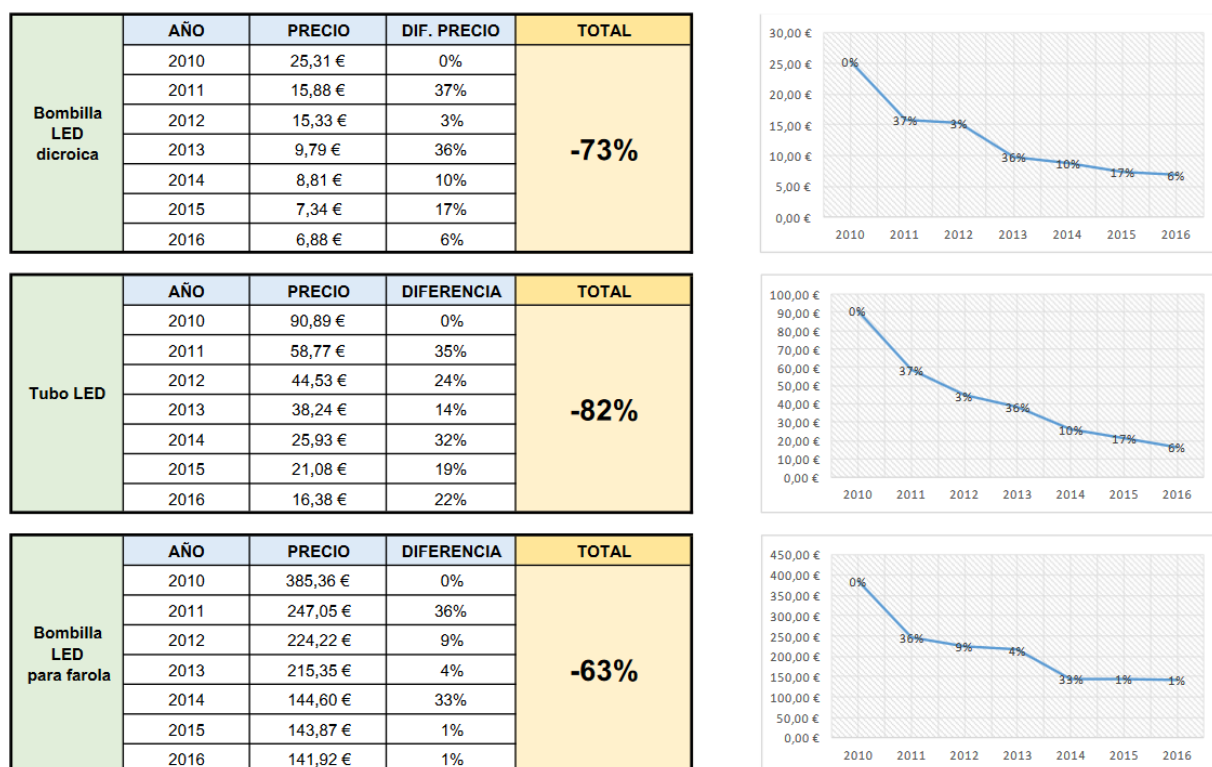 AÑO PRECIO DIF. PRECIO TOTAL
Bombilla
LED
dicroica
2010 25,31 € 0%
2011 15,88 € 37%
2012 15,33 € 3%
2013 9,79 € 36%
2014 8,81 € 10%
2015 7,34 € 17%
2016 6,88 € 6%
-73%
30,00 €
25,00 €
20,00 €
15,00 €
10,00 €
5,00 €
0,00 €
0%
37%
3%
36%
10%
17%
6%
2010 2011 2012 2013 2014 2015 2016
AÑO PRECIO DIFERENCIA TOTAL
Tubo LED
2010 90,89 € 0%
2011 58,77 € 35%
2012 44,53 € 24%
2013 38,24 € 14%
2014 25,93 € 32%
2015 21,08 € 19%
2016 16,38 € 22%
-82%
100,00 €
90,00 €
80,00 €
70,00 €
60,00 €
50,00 €
40,00 €
30,00 €
20,00 €
10,00 €
0,00 €
0%
37%
3%
36%
10%
17%
6%
2010 2011 2012 2013 2014 2015 2016
AÑO PRECIO DIFERENCIA TOTAL
Bombilla
LED
para farola
2010 385,36 € 0%
2011 247,05 € 36%
2012 224,22 € 9%
2013 215,35 € 4%
2014 144,60 € 33%
2015 143,87 € 1%
2016 141,92 € 1%
-63%
450,00 €
400,00 €
350,00 €
300,00 €
250,00 €
200,00 €
150,00 €
100,00 €
50,00 €
0,00 €
0%
36%
9%
4%
33%
1%
1%
2010 2011 2012 2013 2014 2015 2016